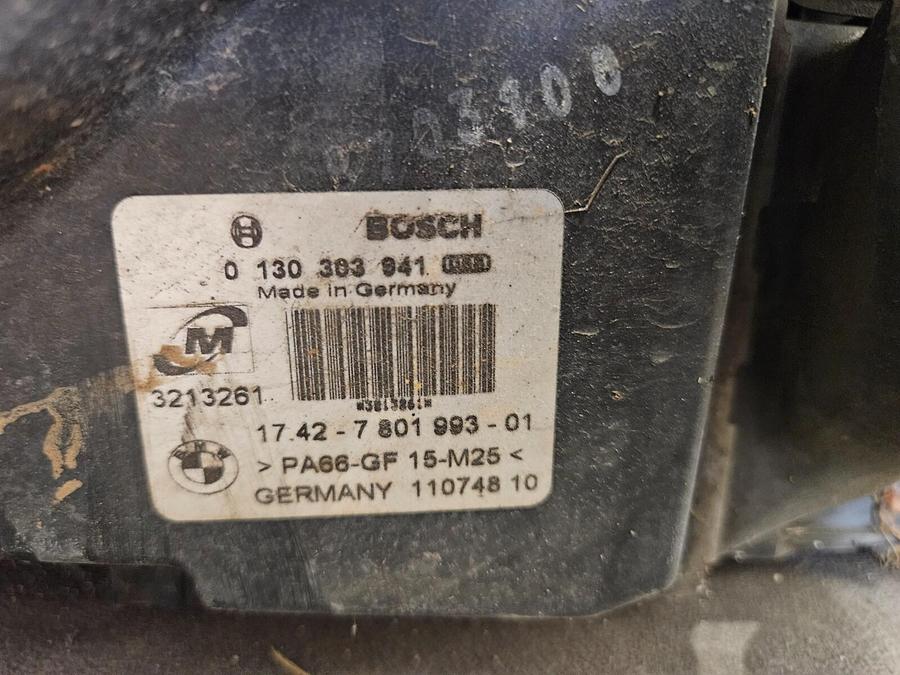 BOSCH
0 130 303 941
Made in Germany
M
3213261
17.42 - 7 801 993 - 01
BMW
> PA66-GF 15-M25 <
GERMANY 110748 10